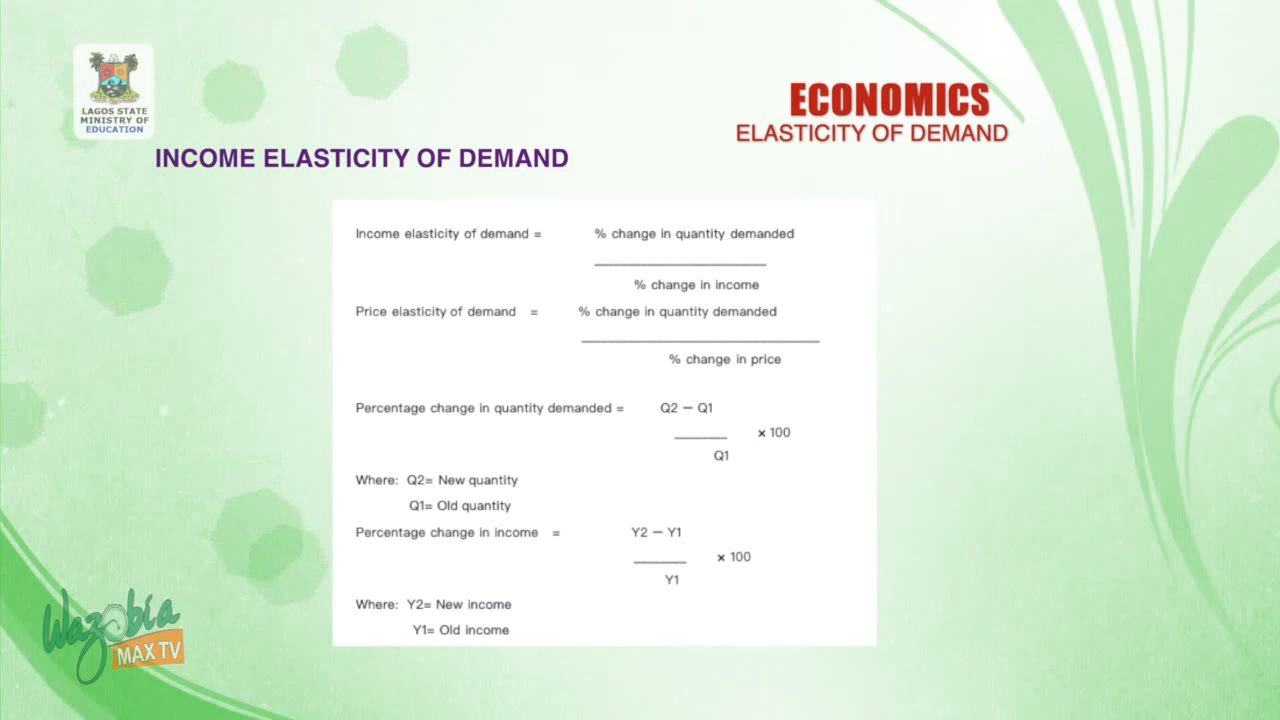 LAGOS STATE
MINISTRY OF
EDUCATION
ECONOMICS
ELASTICITY OF DEMAND
INCOME ELASTICITY OF DEMAND
Income elasticity of demand = % change in quantity demanded
% change in income
Price elasticity of demand = % change in quantity demanded
% change in price
Percentage change in quantity demanded = Q2 – Q1
x 100
Q1
Where: Q2= New quantity
Q1= Old quantity
Percentage change in income = Y2 – Y1
x 100
Y1
Where: Y2= New income
Y1= Old income
Wazobia
MAX TV